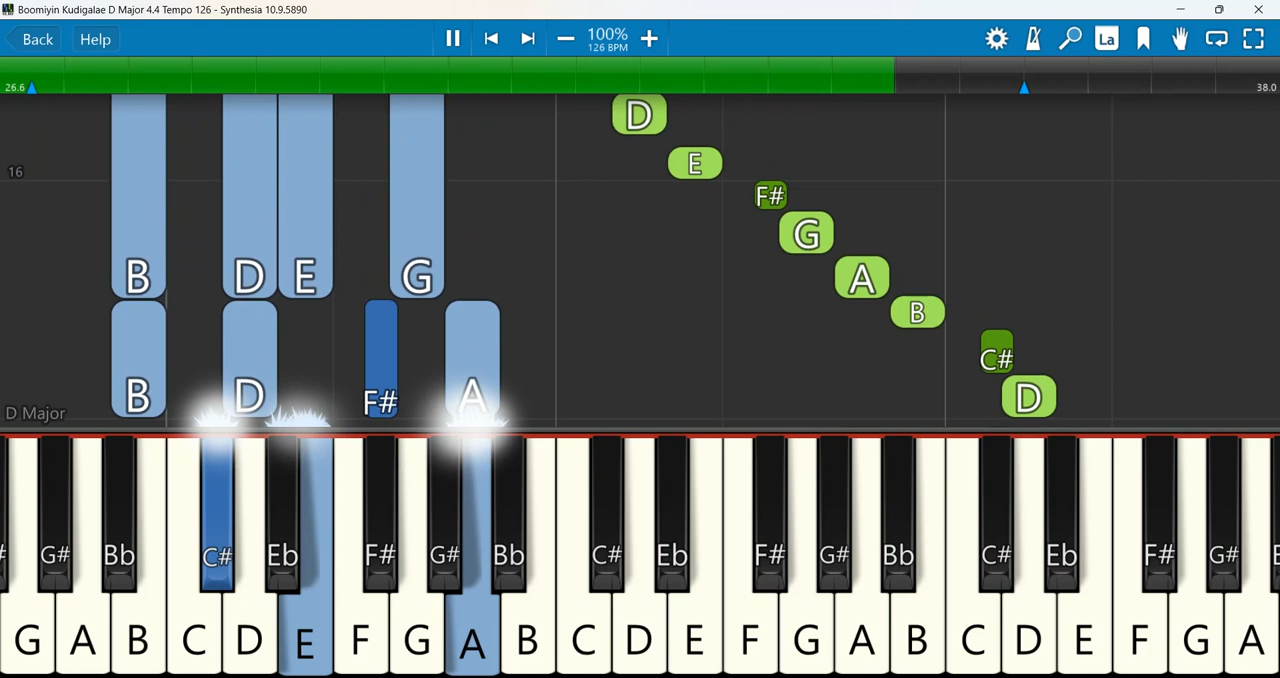 Boomiyin Kudigalae D Major 4.4 Tempo 126 - Synthesia 10.9.5890
Back Help 100% La
126 BPM
26.6 38.0
D
E
16
F#
G
B D E G A
B
C#
B D F# A D
D Major
G# Bb C# Eb F# G# Bb C# Eb F# G# Bb C# Eb F# G#
G A B C D E F G A B C D E F G A B C D E F G A